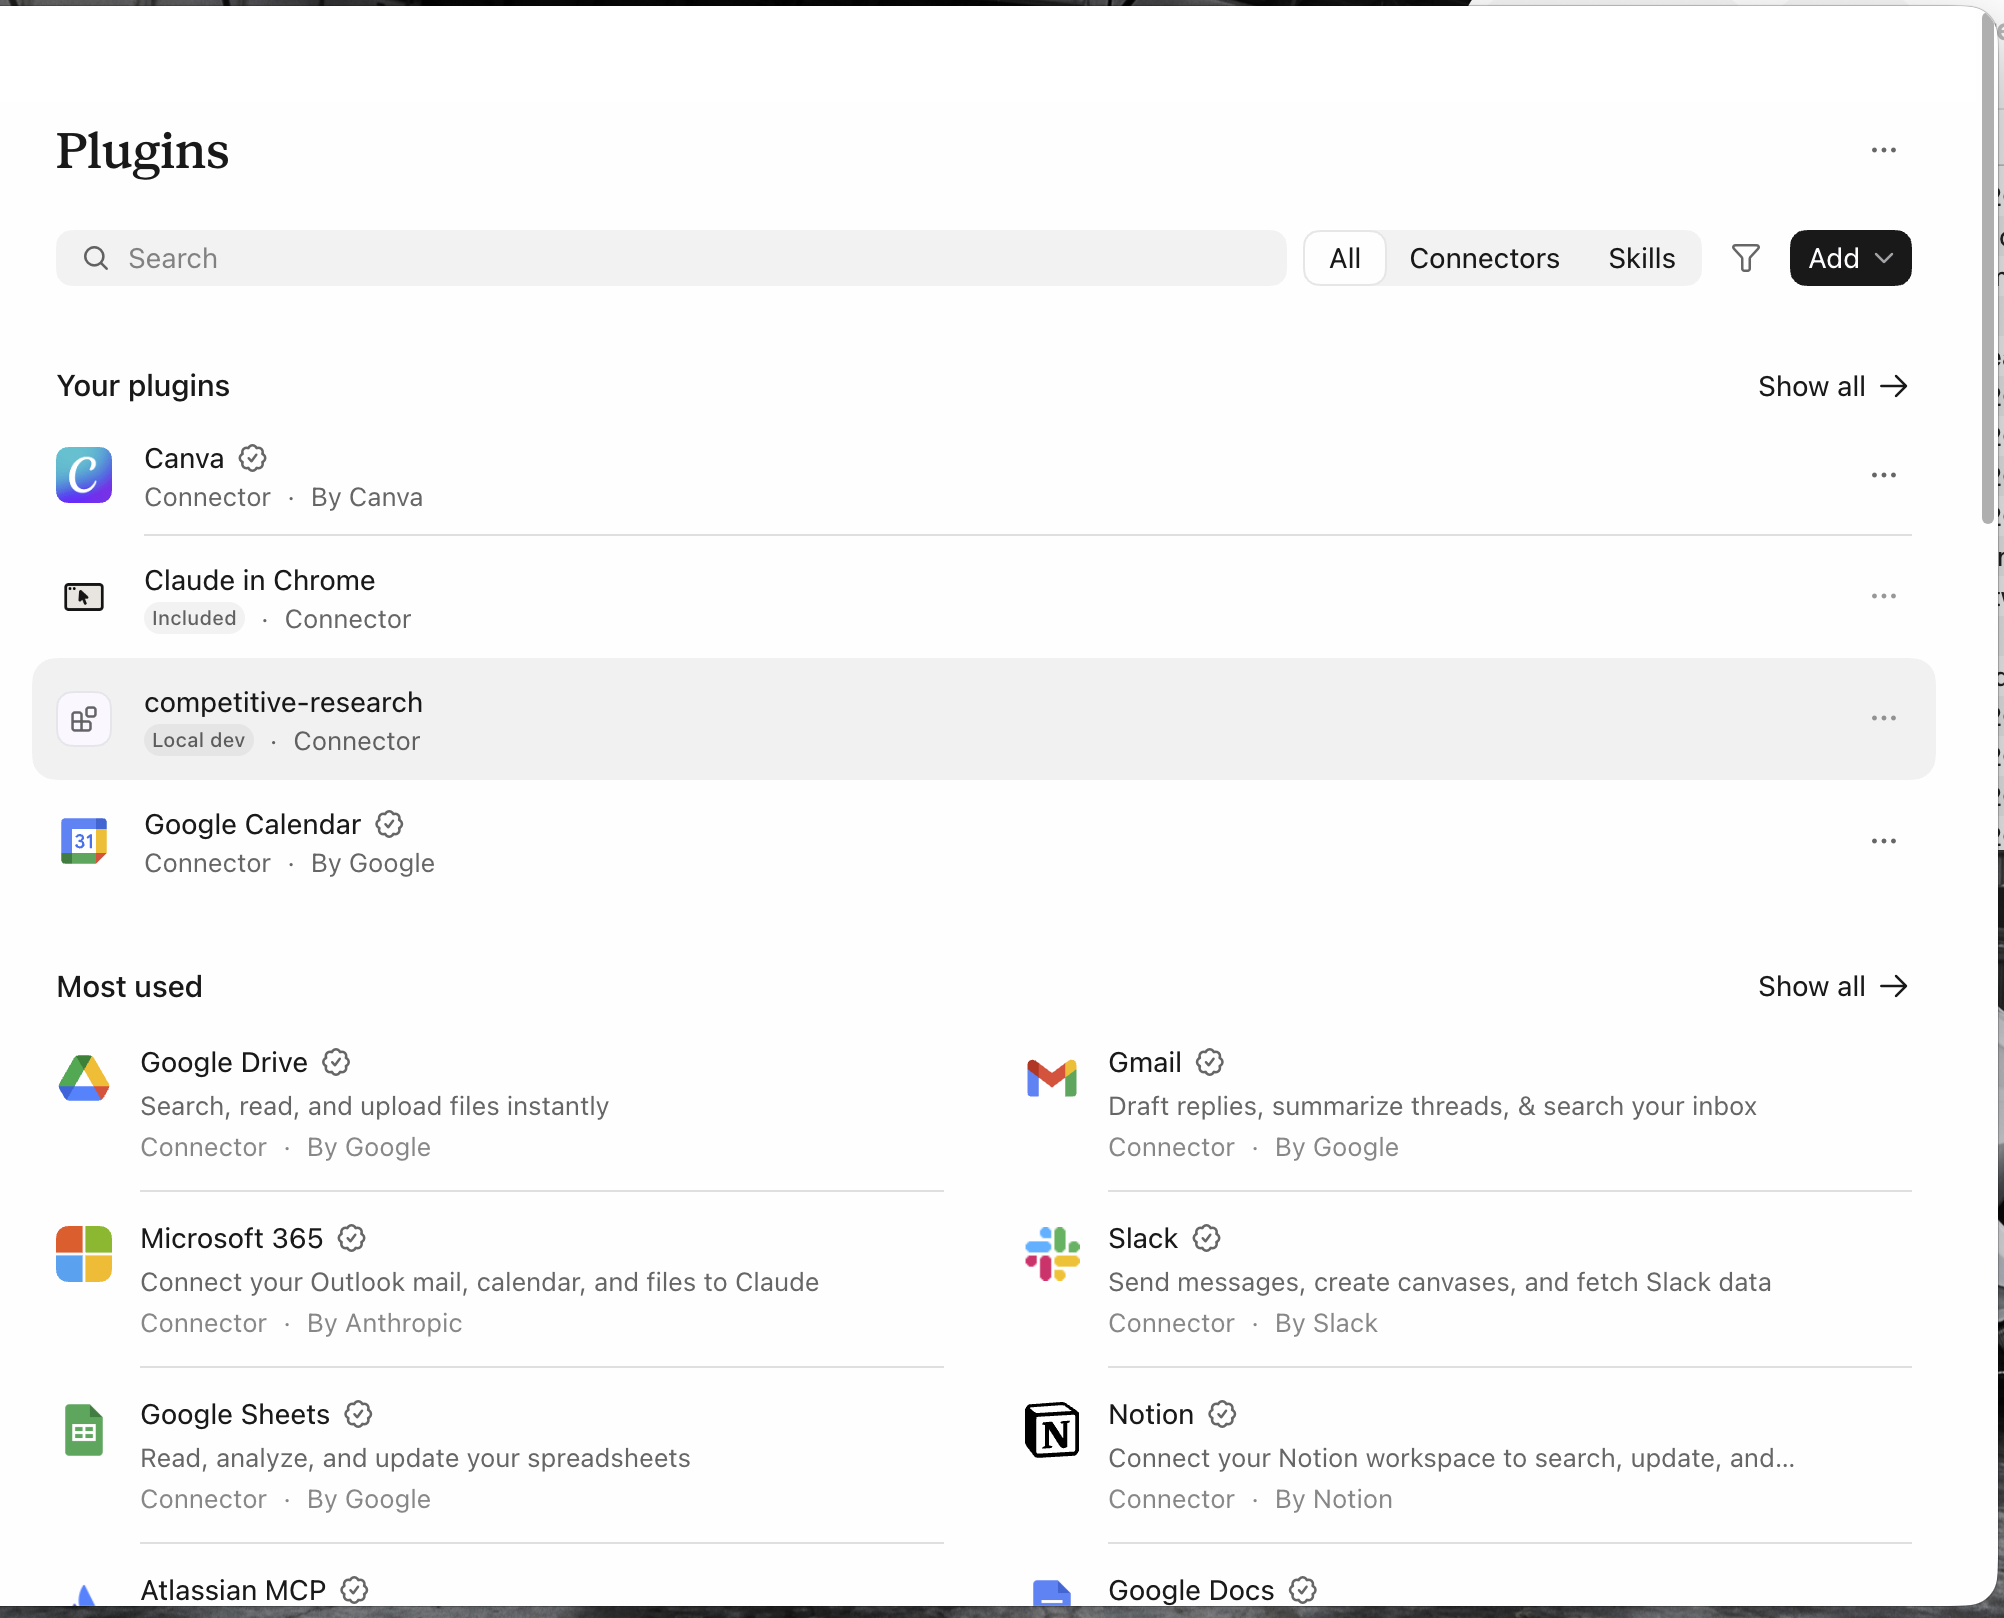 Plugins
Search
All
Connectors
Skills
Add
Your plugins
Show all
Canva
Connector · By Canva
Claude in Chrome
Included · Connector
competitive-research
Local dev · Connector
31
Google Calendar
Connector · By Google
Most used
Show all
Google Drive
Search, read, and upload files instantly
Connector · By Google
Gmail
Draft replies, summarize threads, & search your inbox
Connector · By Google
Microsoft 365
Connect your Outlook mail, calendar, and files to Claude
Connector · By Anthropic
Slack
Send messages, create canvases, and fetch Slack data
Connector · By Slack
Google Sheets
Read, analyze, and update your spreadsheets
Connector · By Google
Notion
Connect your Notion workspace to search, update, and...
Connector · By Notion
Atlassian MCP
Google Docs